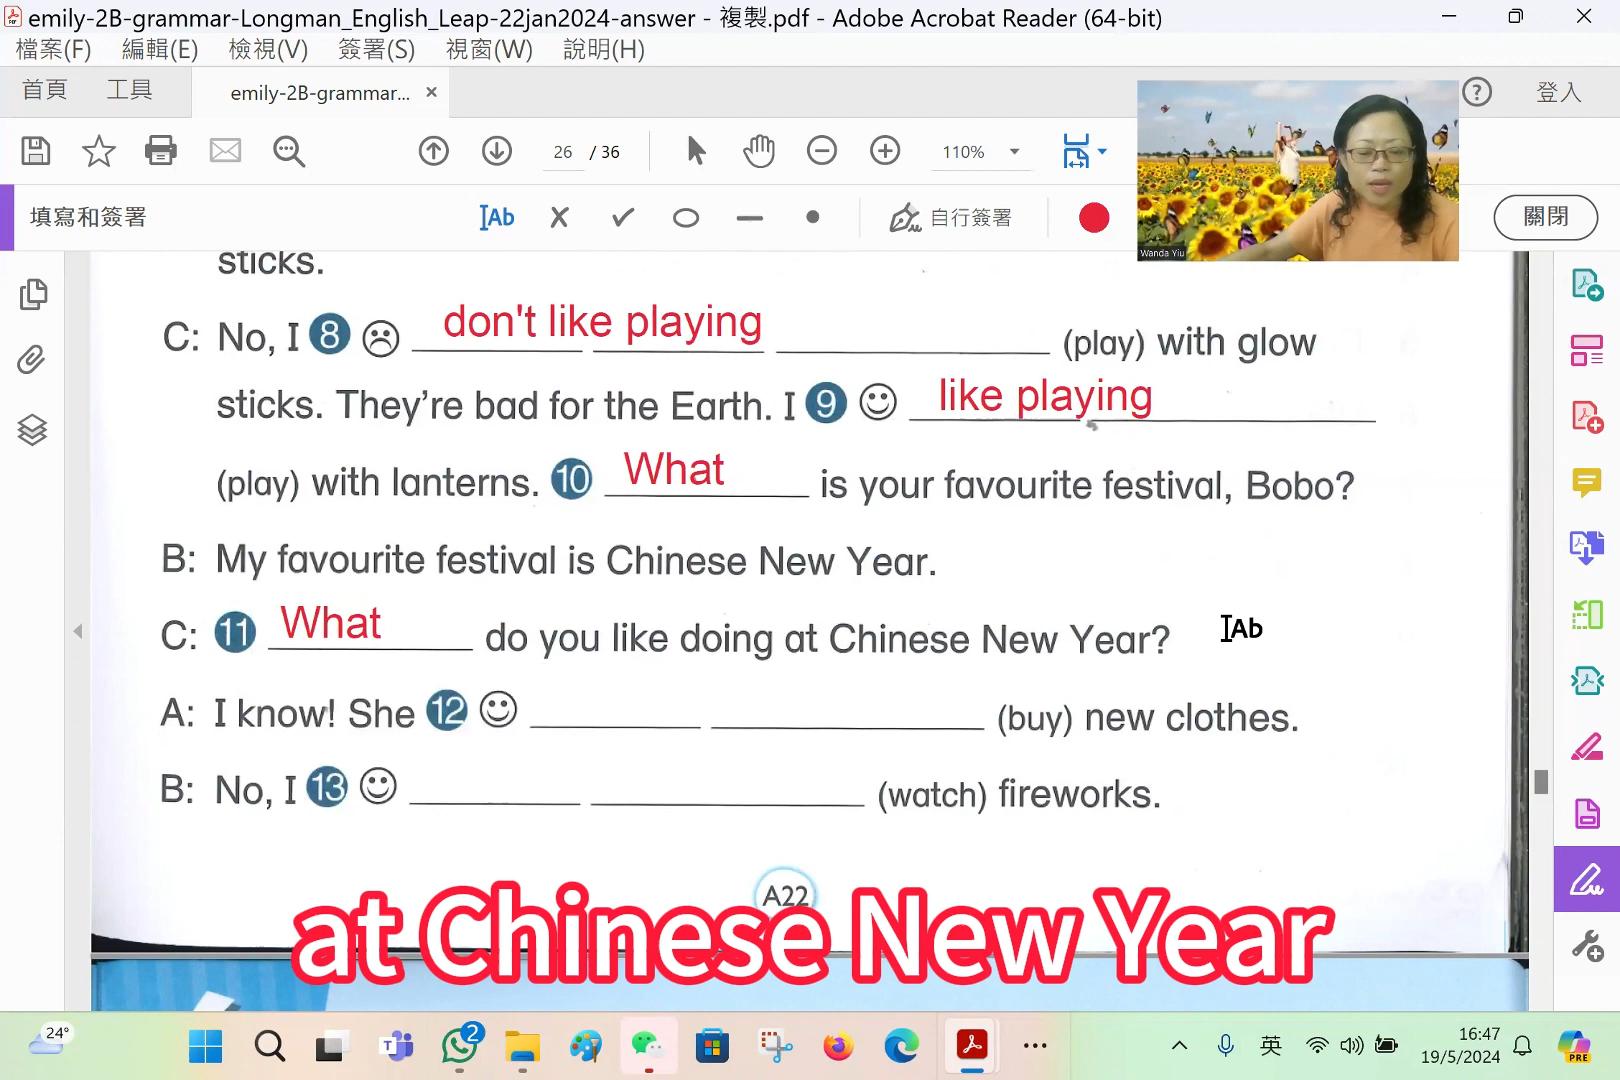 emily-2B-grammar-Longman_English_Leap-22jan2024-answer - 複製.pdf - Adobe Acrobat Reader (64-bit)
檔案(F) 編輯(E) 檢視(V) 簽署(S) 視窗(W) 說明(H)
首頁 工具 emily-2B-grammar... × ? 登入
26 / 36 110%
填寫和簽署 Ab 自行簽署 關閉
Wanda Yiu
sticks.
C: No, I 8 don't like playing (play) with glow
sticks. They're bad for the Earth. I 9 like playing
(play) with lanterns. 10 What is your favourite festival, Bobo?
B: My favourite festival is Chinese New Year.
C: 11 What do you like doing at Chinese New Year? Ab
A: I know! She 12 (buy) new clothes.
B: No, I 13 (watch) fireworks.
A22
at Chinese New Year
24° 2 英 16:47
19/5/2024 PRE